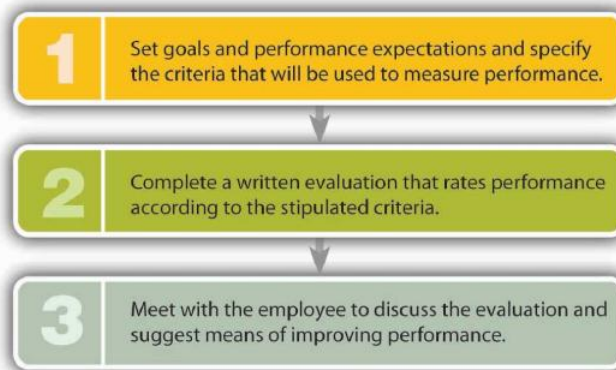 1
Set goals and performance expectations and specify
the criteria that will be used to measure performance.
2
Complete a written evaluation that rates performance
according to the stipulated criteria.
3
Meet with the employee to discuss the evaluation and
suggest means of improving performance.